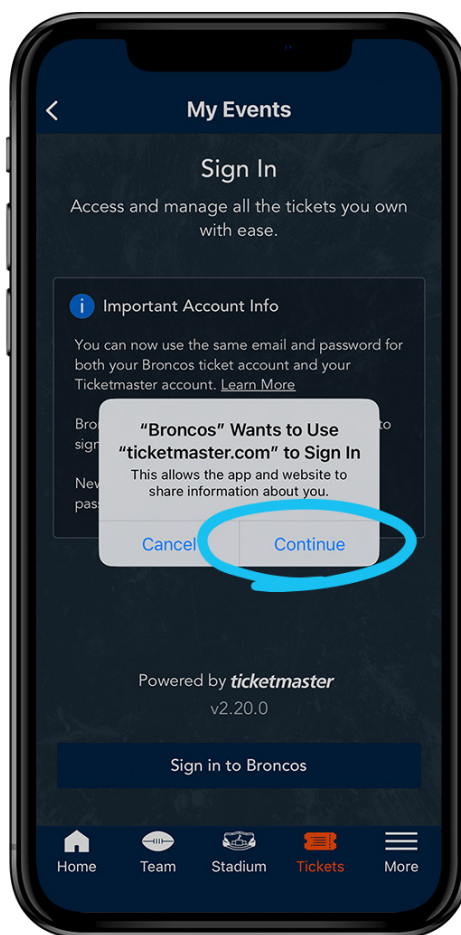 My Events
Sign In
Access and manage all the tickets you own
with ease.
Important Account Info
You can now use the same email and password for
both your Broncos ticket account and your
Ticketmaster account. Learn More
“Broncos” Wants to Use
“ticketmaster.com” to Sign In
This allows the app and website to
share information about you.
Cancel
Continue
Powered by ticketmaster
v2.20.0
Sign in to Broncos
Home
Team
Stadium
Tickets
More